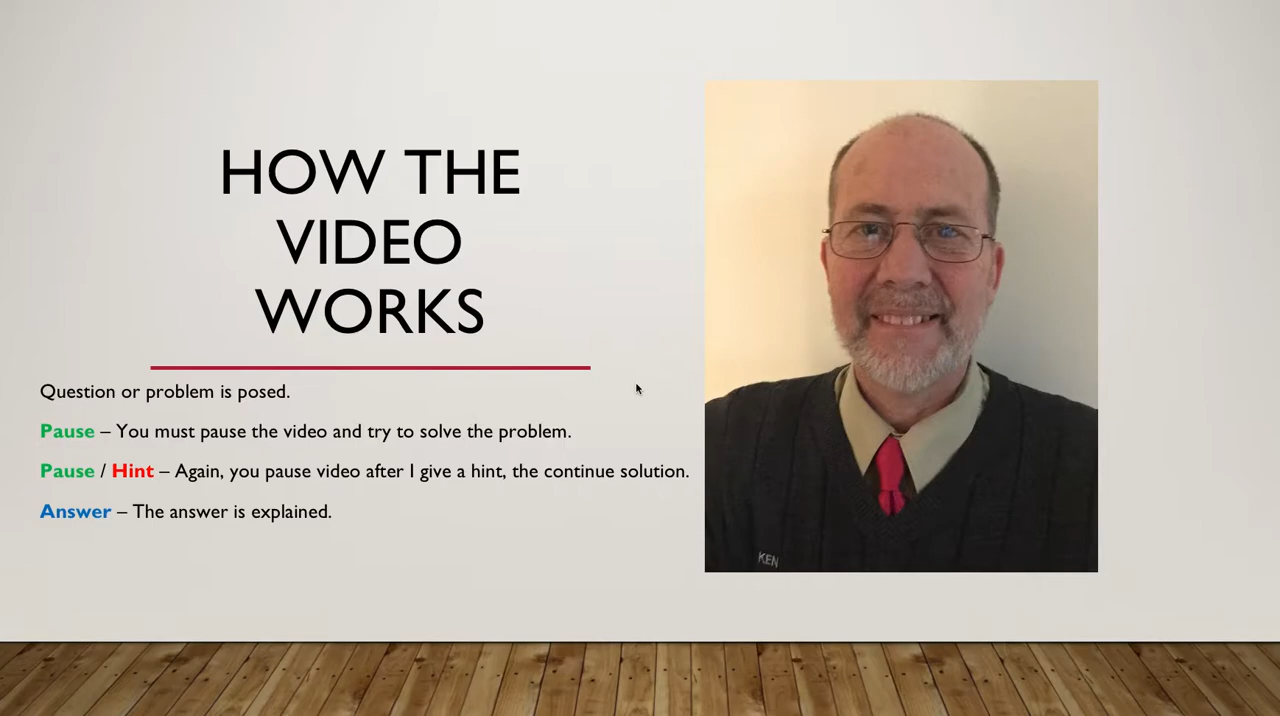 HOW THE
VIDEO
WORKS
Question or problem is posed.
Pause – You must pause the video and try to solve the problem.
Pause / Hint – Again, you pause video after I give a hint, the continue solution.
Answer – The answer is explained.
KEN